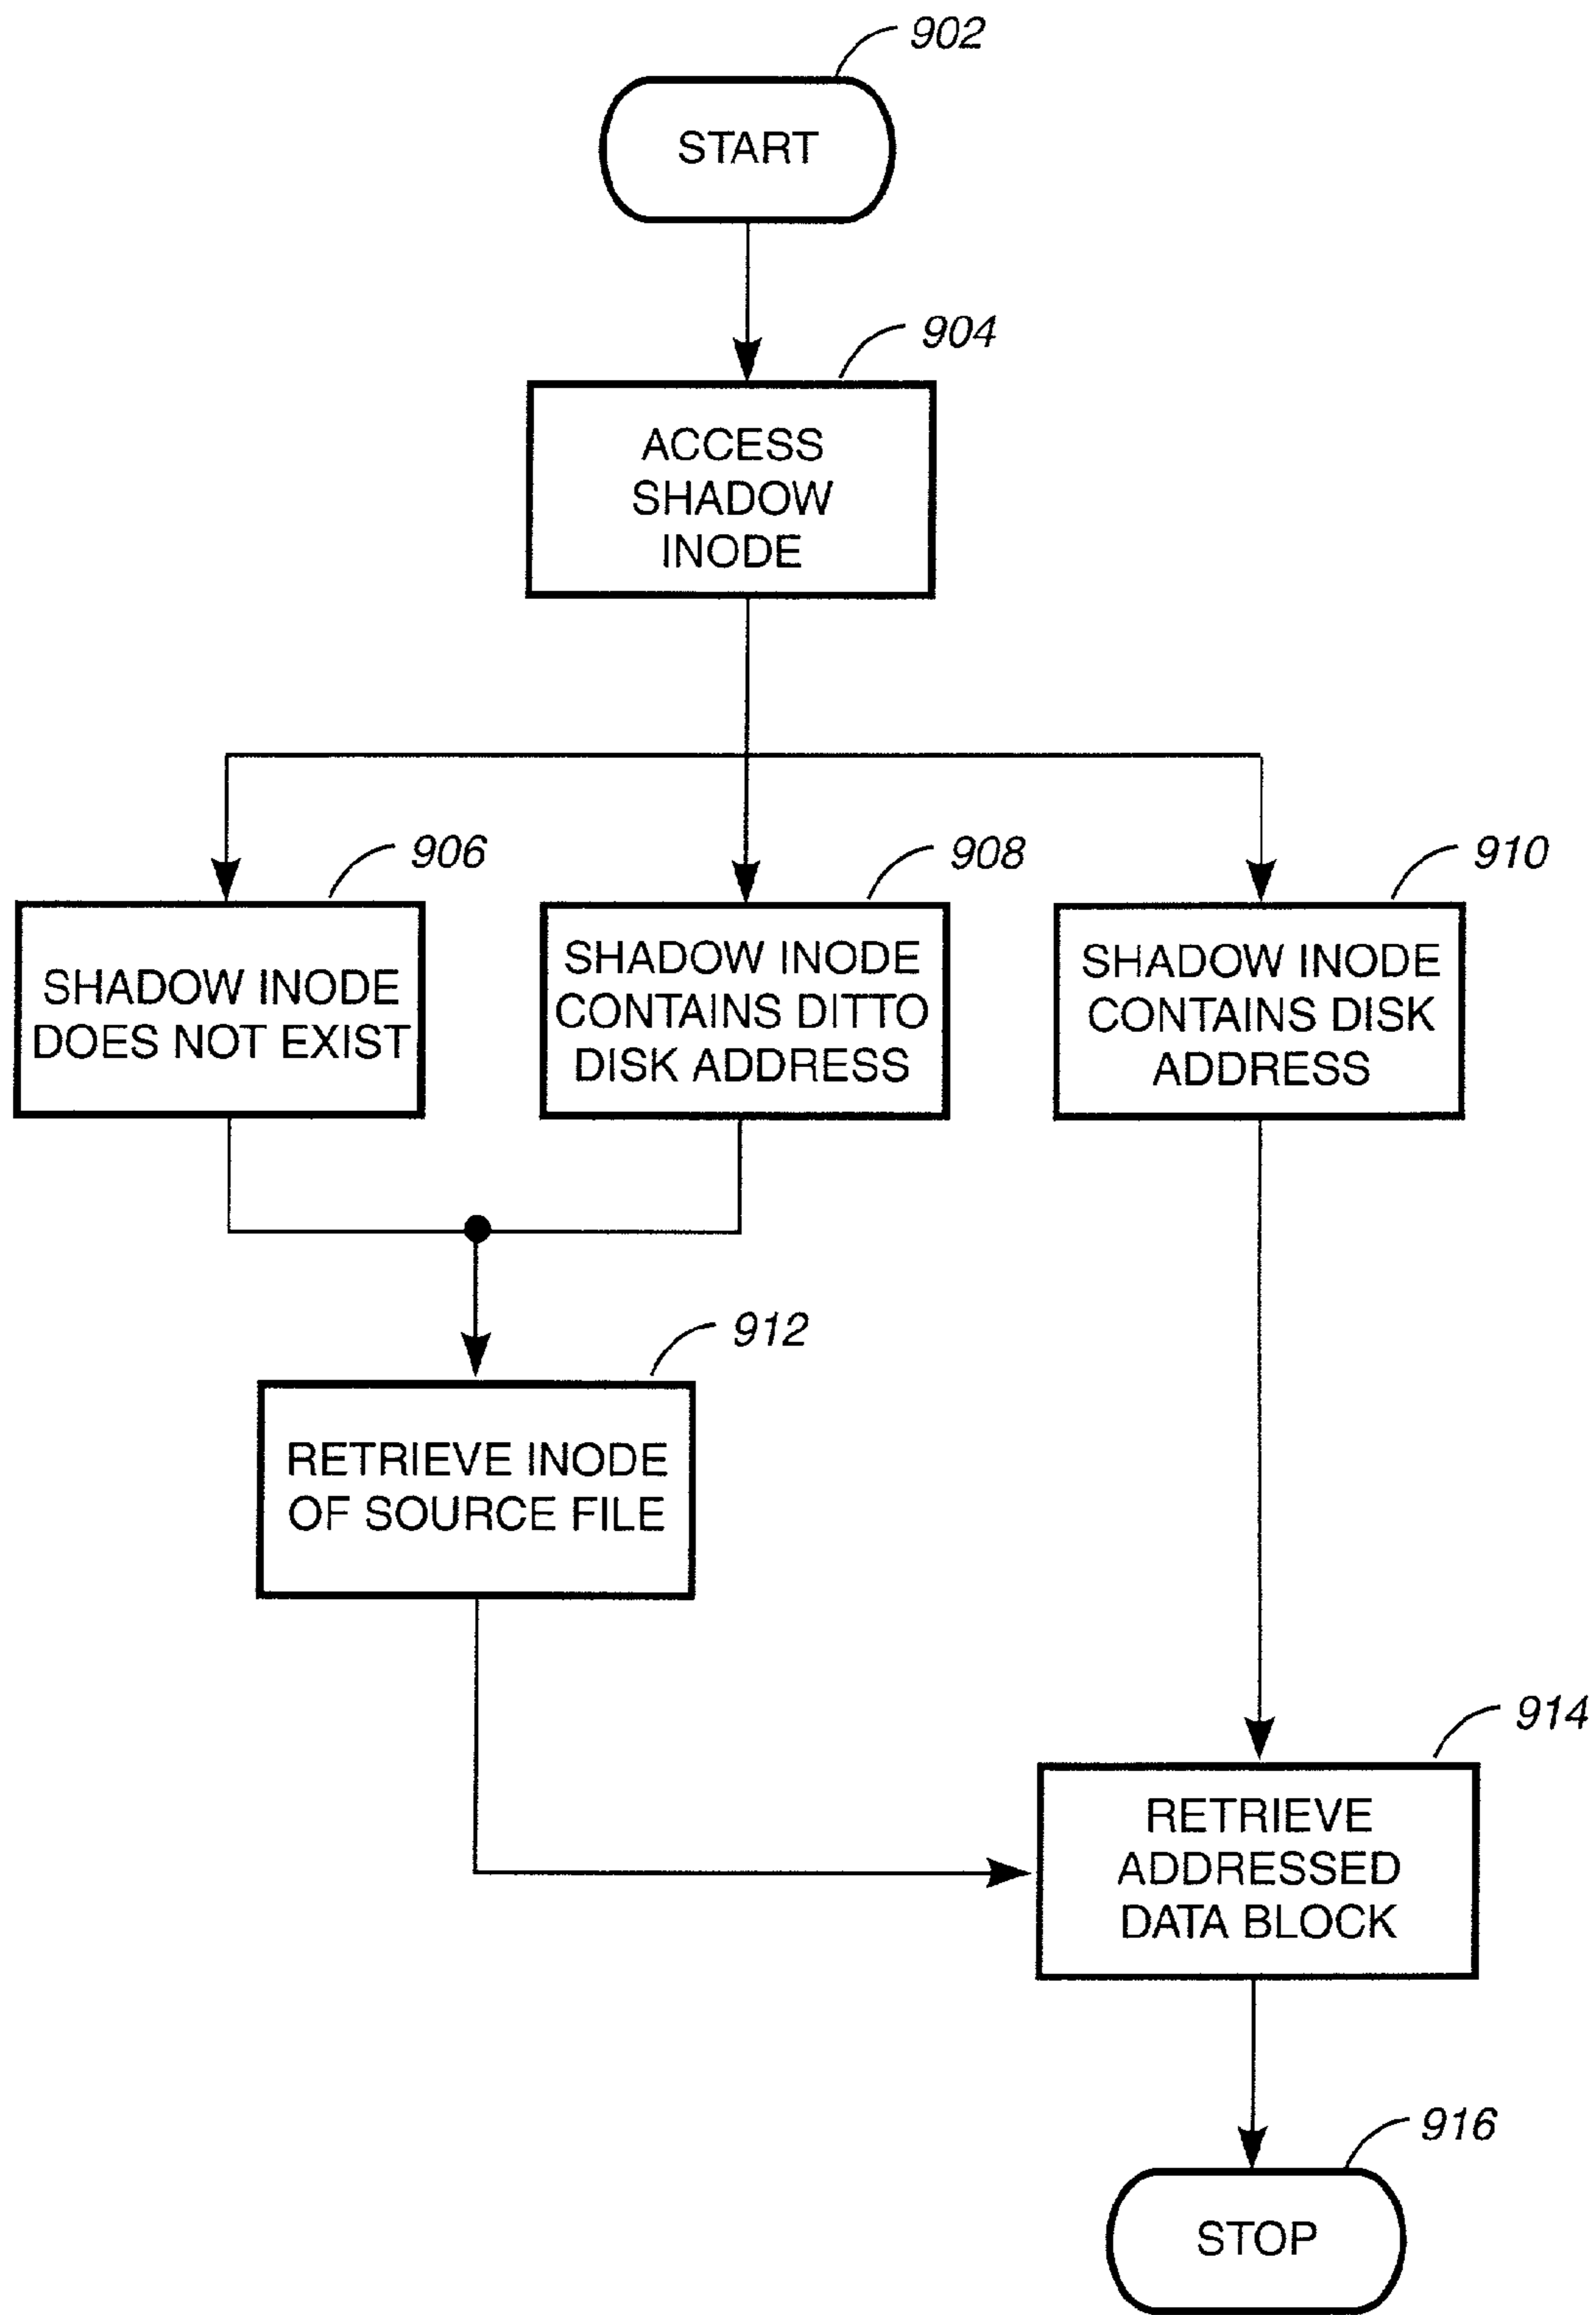 902
START
904
ACCESS
SHADOW
INODE
906
SHADOW INODE
DOES NOT EXIST
908
SHADOW INODE
CONTAINS DITTO
DISK ADDRESS
910
SHADOW INODE
CONTAINS DISK
ADDRESS
912
RETRIEVE INODE
OF SOURCE FILE
914
RETRIEVE
ADDRESSED
DATA BLOCK
916
STOP